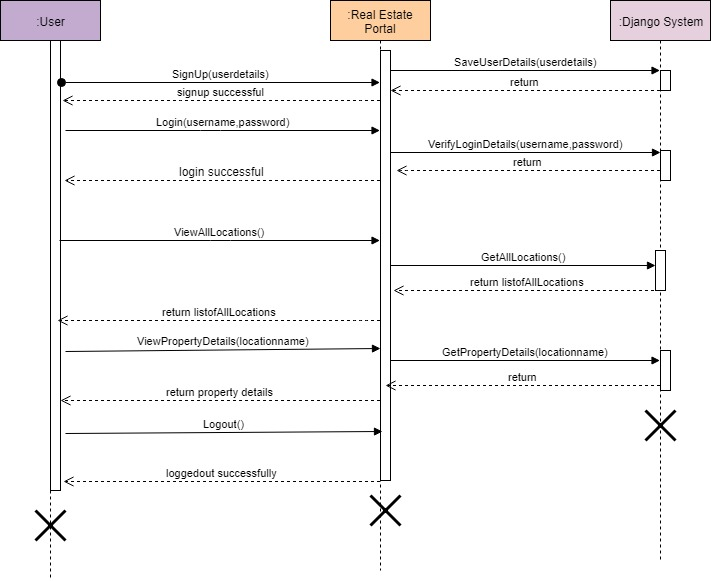 :User
:Real Estate
Portal
:Django System
SaveUserDetails(userdetails)
SignUp(userdetails)
return
signup successful
Login(username,password)
VerifyLoginDetails(username,password)
return
login successful
ViewAllLocations()
GetAllLocations()
return listofAllLocations
return listofAllLocations
ViewPropertyDetails(locationname)
GetPropertyDetails(locationname)
return
return property details
Logout()
loggedout successfully